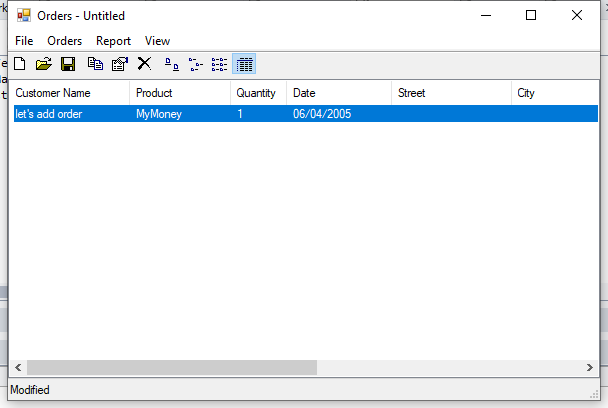 Orders - Untitled
File Orders Report View
Customer Name Product Quantity Date Street City
let's add order MyMoney 1 06/04/2005
Modified